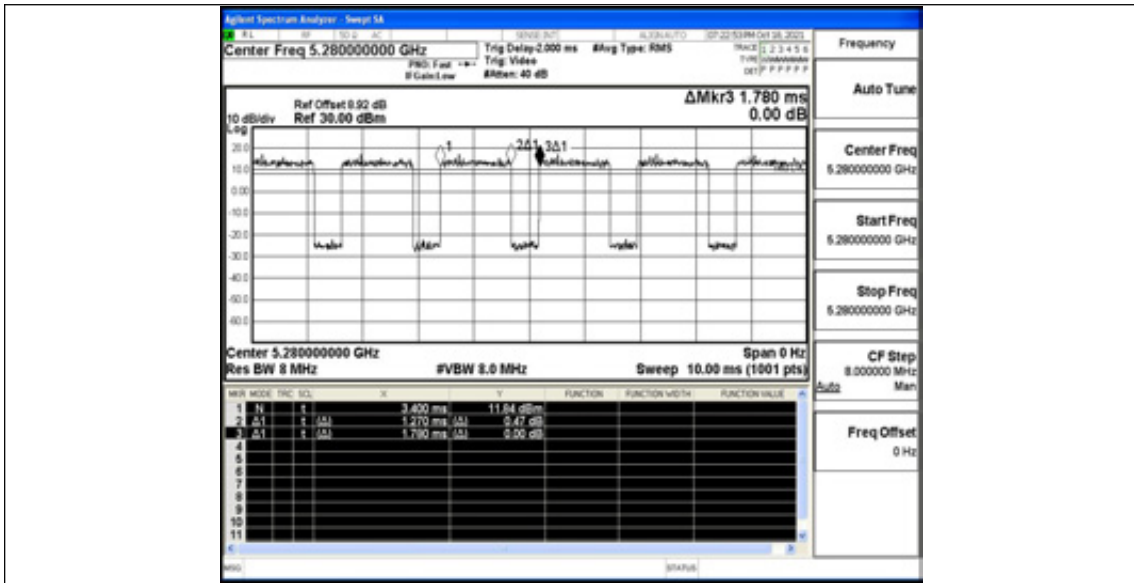 Agilent Spectrum Analyzer - Swept SA
RL RF 50 Ω AC SENSE:INT ALIGN AUTO 07:22:53 PM Oct 18, 2021
Center Freq 5.280000000 GHz
PNO: Fast
IFGain:Low
Trig Delay-2.000 ms #Avg Type: RMS
Trig: Video
#Atten: 40 dB
TRACE 1 2 3 4 5 6
TYPE
DET P P P P P P
Ref Offset 8.92 dB
10 dB/div Ref 30.00 dBm
Log
ΔMkr3 1.780 ms
0.00 dB
20.0
10.0
0.00
-10.0
-20.0
-30.0
-40.0
-50.0
-60.0
1 2Δ1 3Δ1
Center 5.280000000 GHz Span 0 Hz
Res BW 8 MHz #VBW 8.0 MHz Sweep 10.00 ms (1001 pts)
MKR MODE TRC SCL X Y FUNCTION FUNCTION WIDTH FUNCTION VALUE
1 N t 3.400 ms 11.84 dBm
2 Δ1 t (Δ) 1.270 ms (Δ) 0.47 dB
3 Δ1 t (Δ) 1.780 ms (Δ) 0.00 dB
4
5
6
7
8
9
10
11
MSG STATUS
Frequency
Auto Tune
Center Freq
5.280000000 GHz
Start Freq
5.280000000 GHz
Stop Freq
5.280000000 GHz
CF Step
8.000000 MHz
Auto Man
Freq Offset
0 Hz